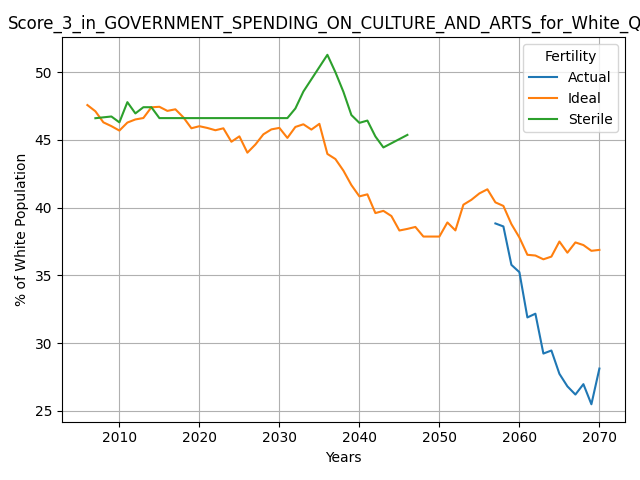 Score_3_in_GOVERNMENT_SPENDING_ON_CULTURE_AND_ARTS_for_White_Q
Fertility
Actual
Ideal
Sterile
% of White Population
50
45
40
35
30
25
2010 2020 2030 2040 2050 2060 2070
Years